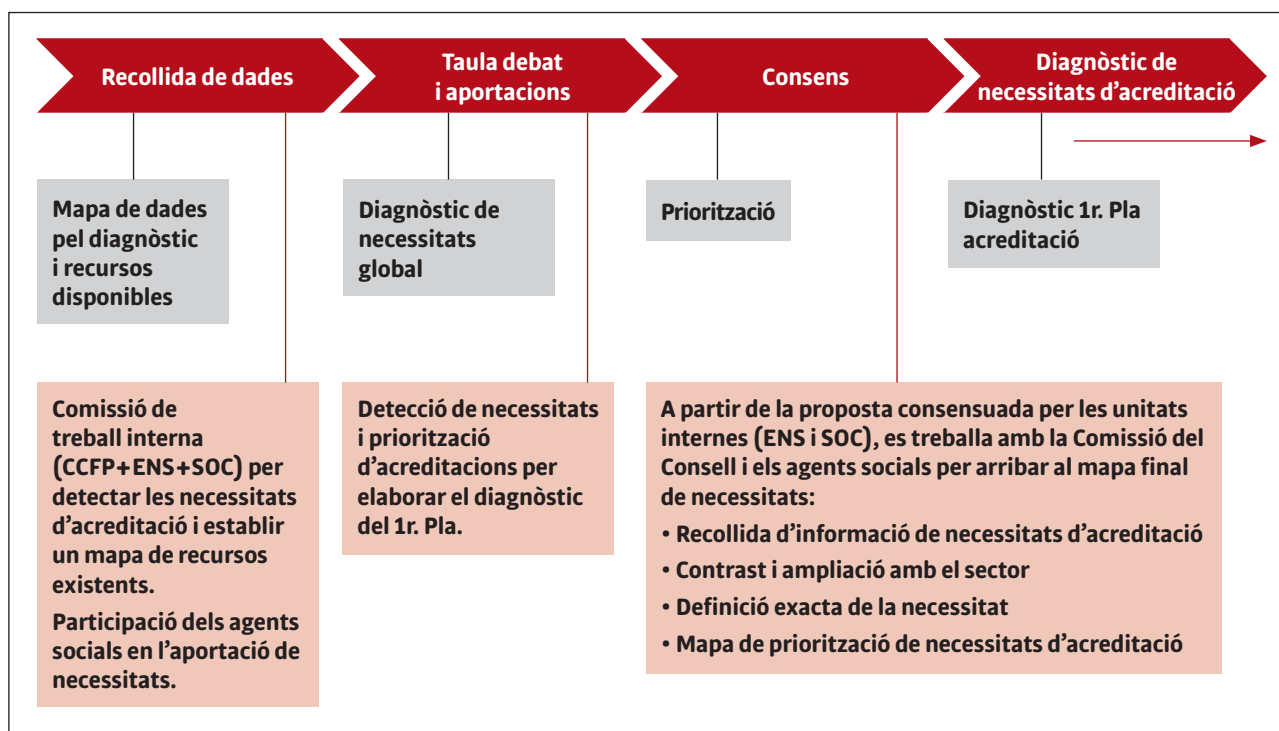 Recollida de dades
Taula debat
i aportacions
Consens
Diagnòstic de
necessitats d'acreditació
Mapa de dades
pel diagnòstic
i recursos
disponibles
Diagnòstic de
necessitats
global
Priorització
Diagnòstic 1r. Pla
acreditació
Comissió de
treball interna
(CCFP+ENS+SOC) per
detectar les necessitats
d'acreditació i establir
un mapa de recursos
existents.
Participació dels agents
socials en l'aportació de
necessitats.
Detecció de necessitats
i priorització
d'acreditacions per
elaborar el diagnòstic
del 1r. Pla.
A partir de la proposta consensuada per les unitats
internes (ENS i SOC), es treballa amb la Comissió del
Consell i els agents socials per arribar al mapa final
de necessitats:
• Recollida d'informació de necessitats d'acreditació
• Contrast i ampliació amb el sector
• Definició exacta de la necessitat
• Mapa de priorització de necessitats d'acreditació